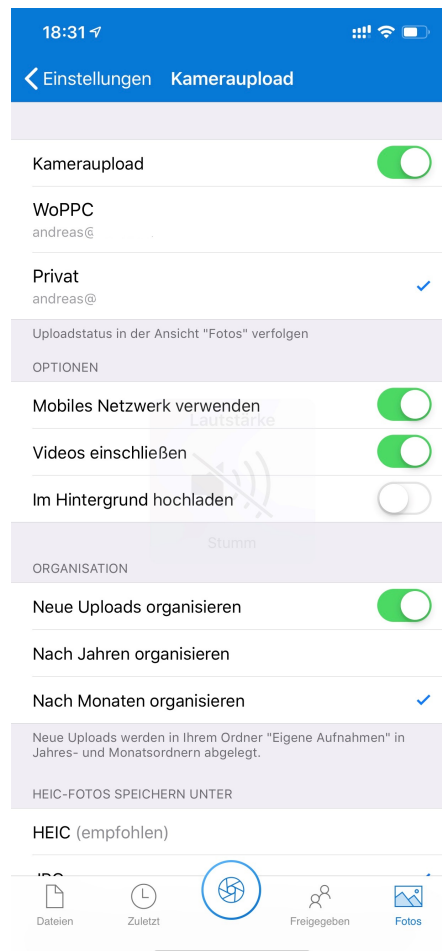 18:31
Einstellungen Kameraupload
Kameraupload
WoPPC
andreas@
Privat
andreas@
Uploadstatus in der Ansicht "Fotos" verfolgen
OPTIONEN
Mobiles Netzwerk verwenden
Lautstärke
Videos einschließen
Im Hintergrund hochladen
Stumm
ORGANISATION
Neue Uploads organisieren
Nach Jahren organisieren
Nach Monaten organisieren
Neue Uploads werden in Ihrem Ordner "Eigene Aufnahmen" in
Jahres- und Monatsordnern abgelegt.
HEIC-FOTOS SPEICHERN UNTER
HEIC (empfohlen)
Dateien Zuletzt Freigegeben Fotos